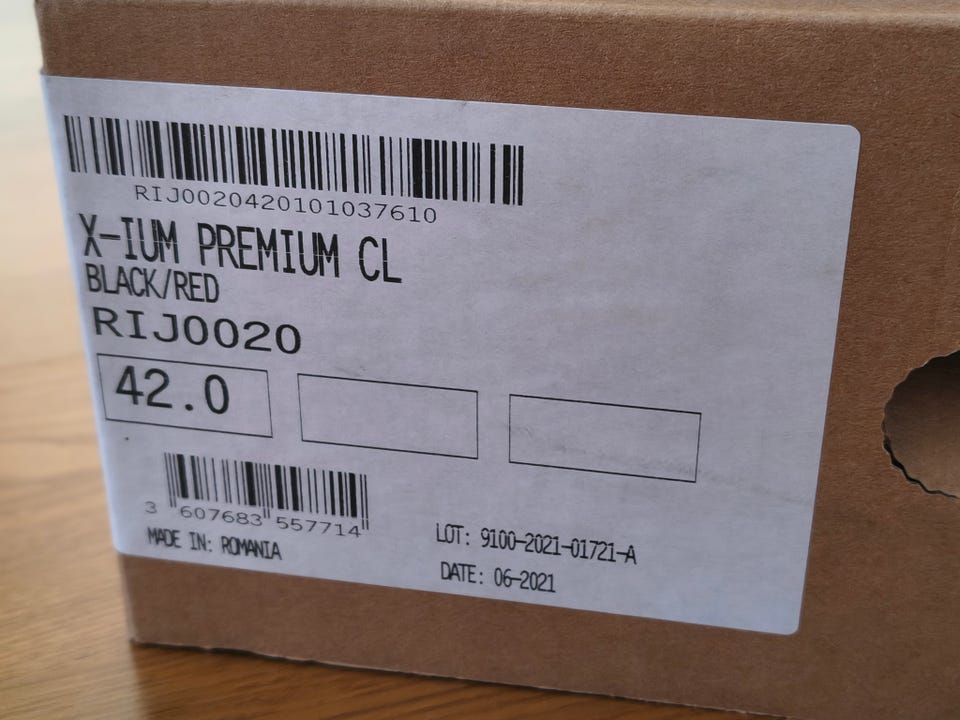 RIJ0020420101037610
X-IUM PREMIUM CL
BLACK/RED
RIJ0020
42.0
3 607683 557714
MADE IN: ROMANIA
LOT: 9100-2021-01721-A
DATE: 06-2021